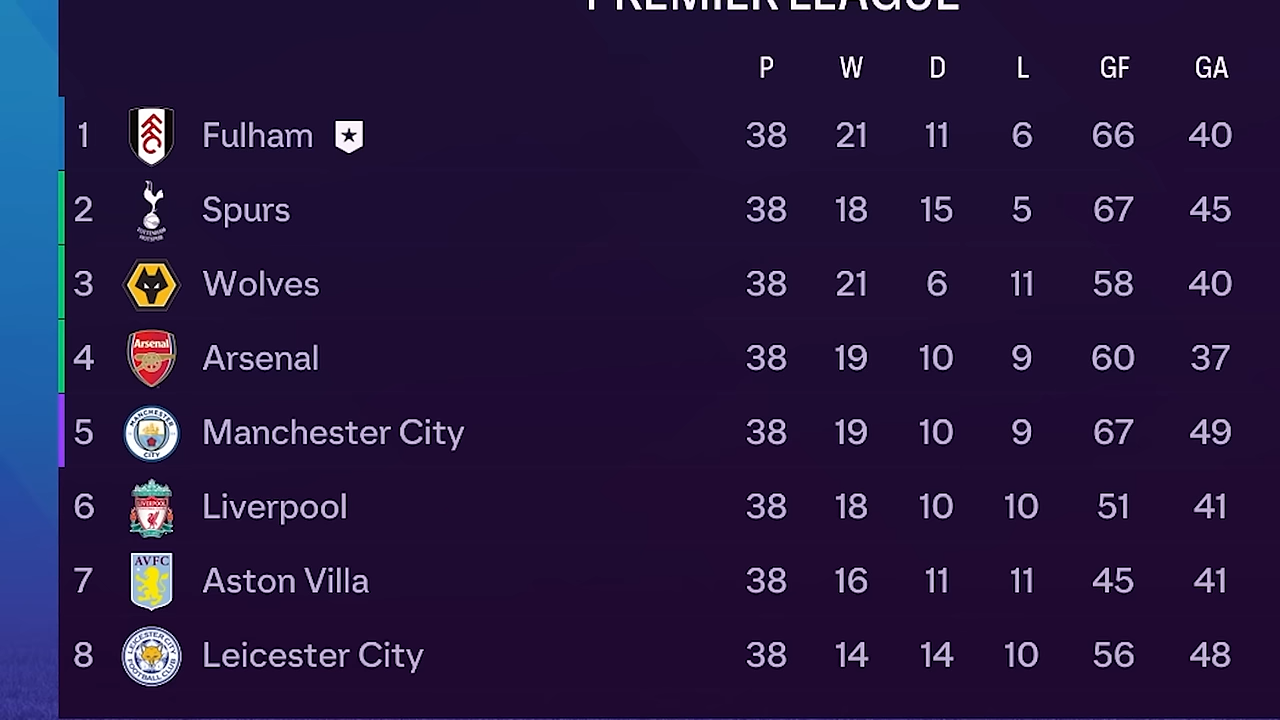 PREMIER LEAGUE
P W D L GF GA
1 Fulham 38 21 11 6 66 40
2 Spurs 38 18 15 5 67 45
3 Wolves 38 21 6 11 58 40
4 Arsenal 38 19 10 9 60 37
5 Manchester City 38 19 10 9 67 49
6 Liverpool 38 18 10 10 51 41
7 Aston Villa 38 16 11 11 45 41
8 Leicester City 38 14 14 10 56 48